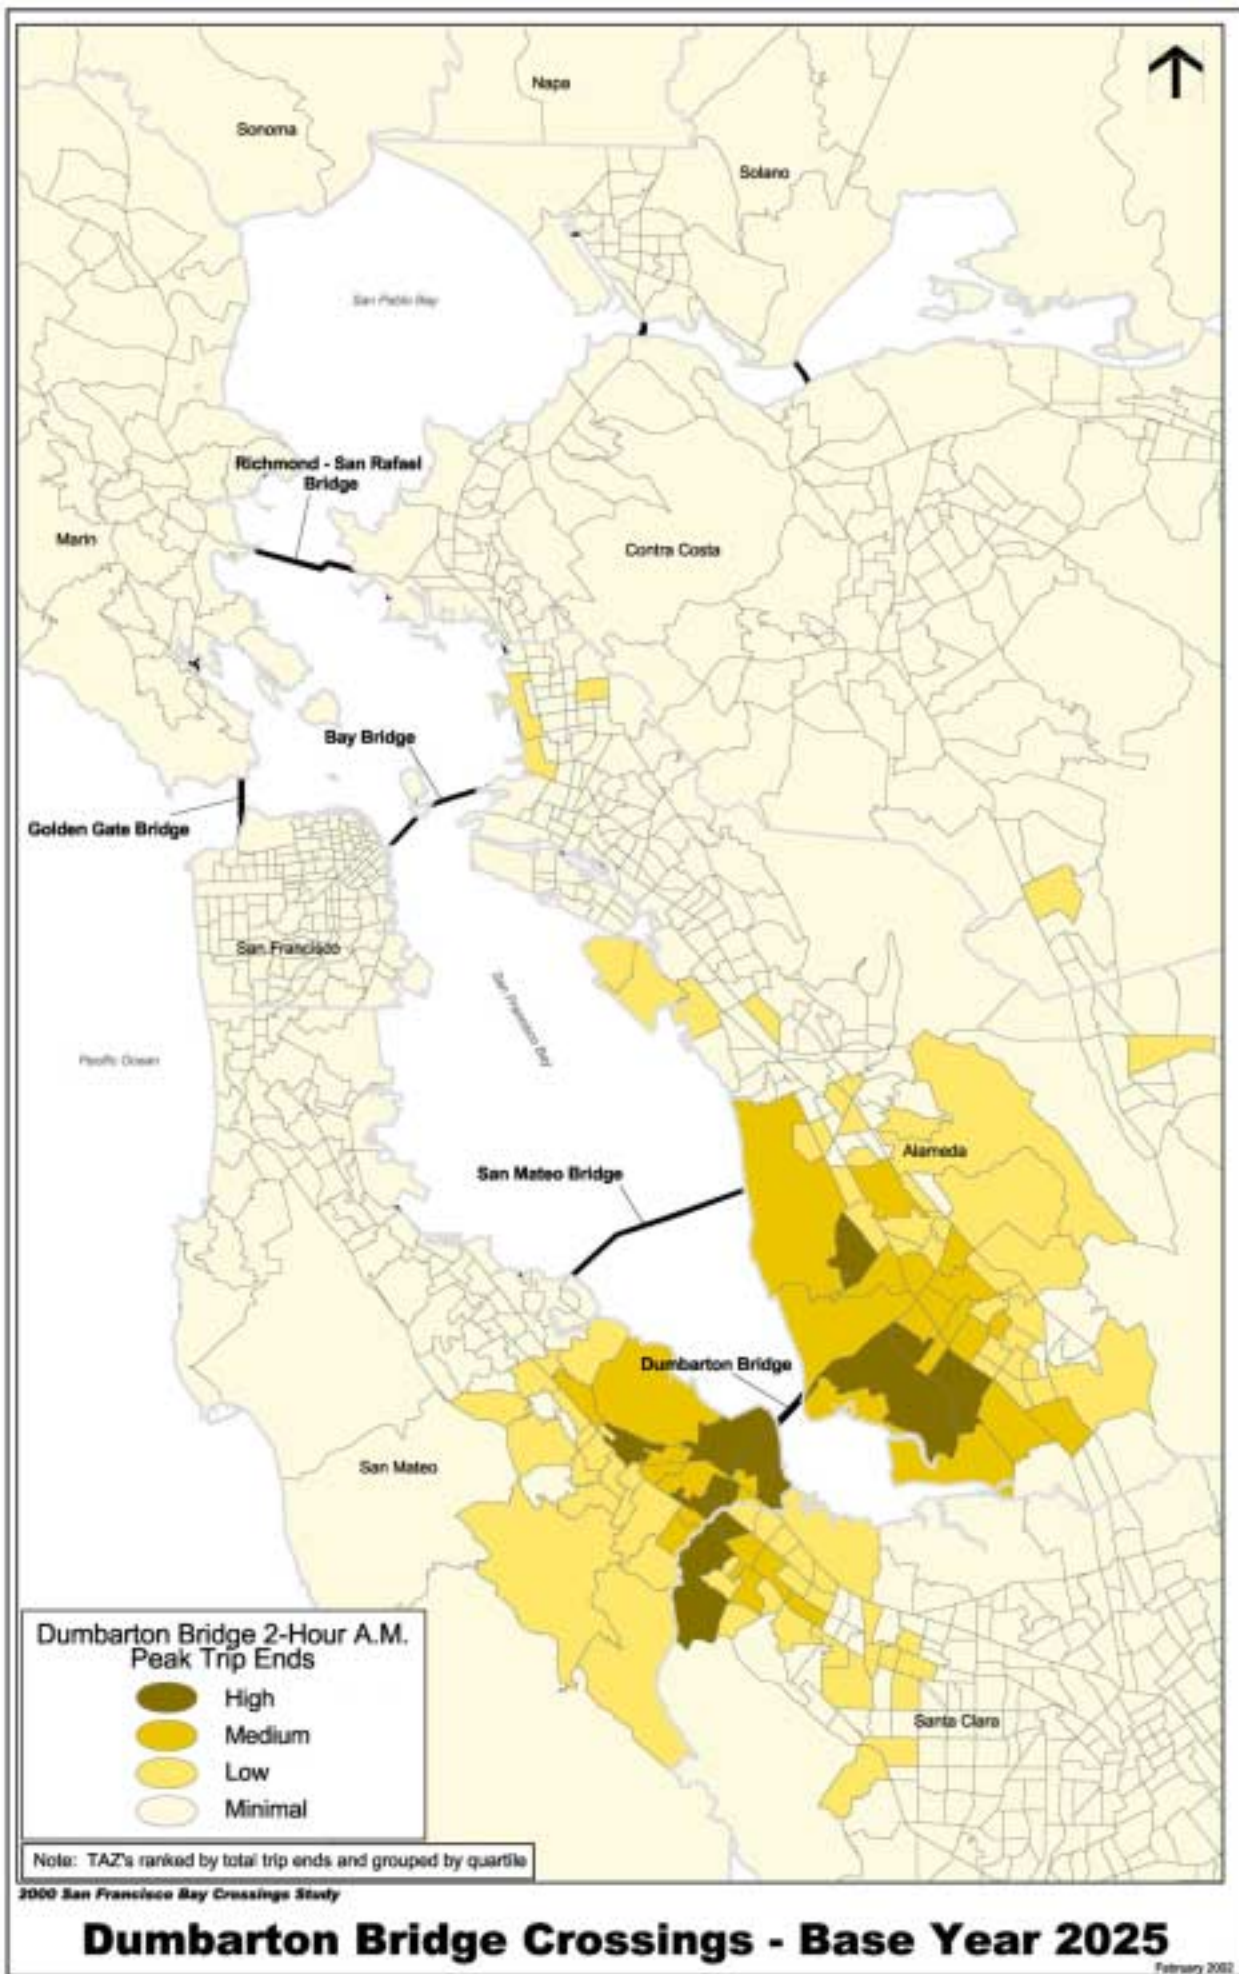 Napa
Sonoma
Solano
San Pablo Bay
Richmond - San Rafael
Bridge
Marin
Contra Costa
Bay Bridge
Golden Gate Bridge
San Francisco
San Francisco Bay
Pacific Ocean
Alameda
San Mateo Bridge
Dumbarton Bridge
San Mateo
Santa Clara
Dumbarton Bridge 2-Hour A.M.
Peak Trip Ends
High
Medium
Low
Minimal
Note: TAZ's ranked by total trip ends and grouped by quartile
2000 San Francisco Bay Crossings Study
Dumbarton Bridge Crossings - Base Year 2025
February 2002